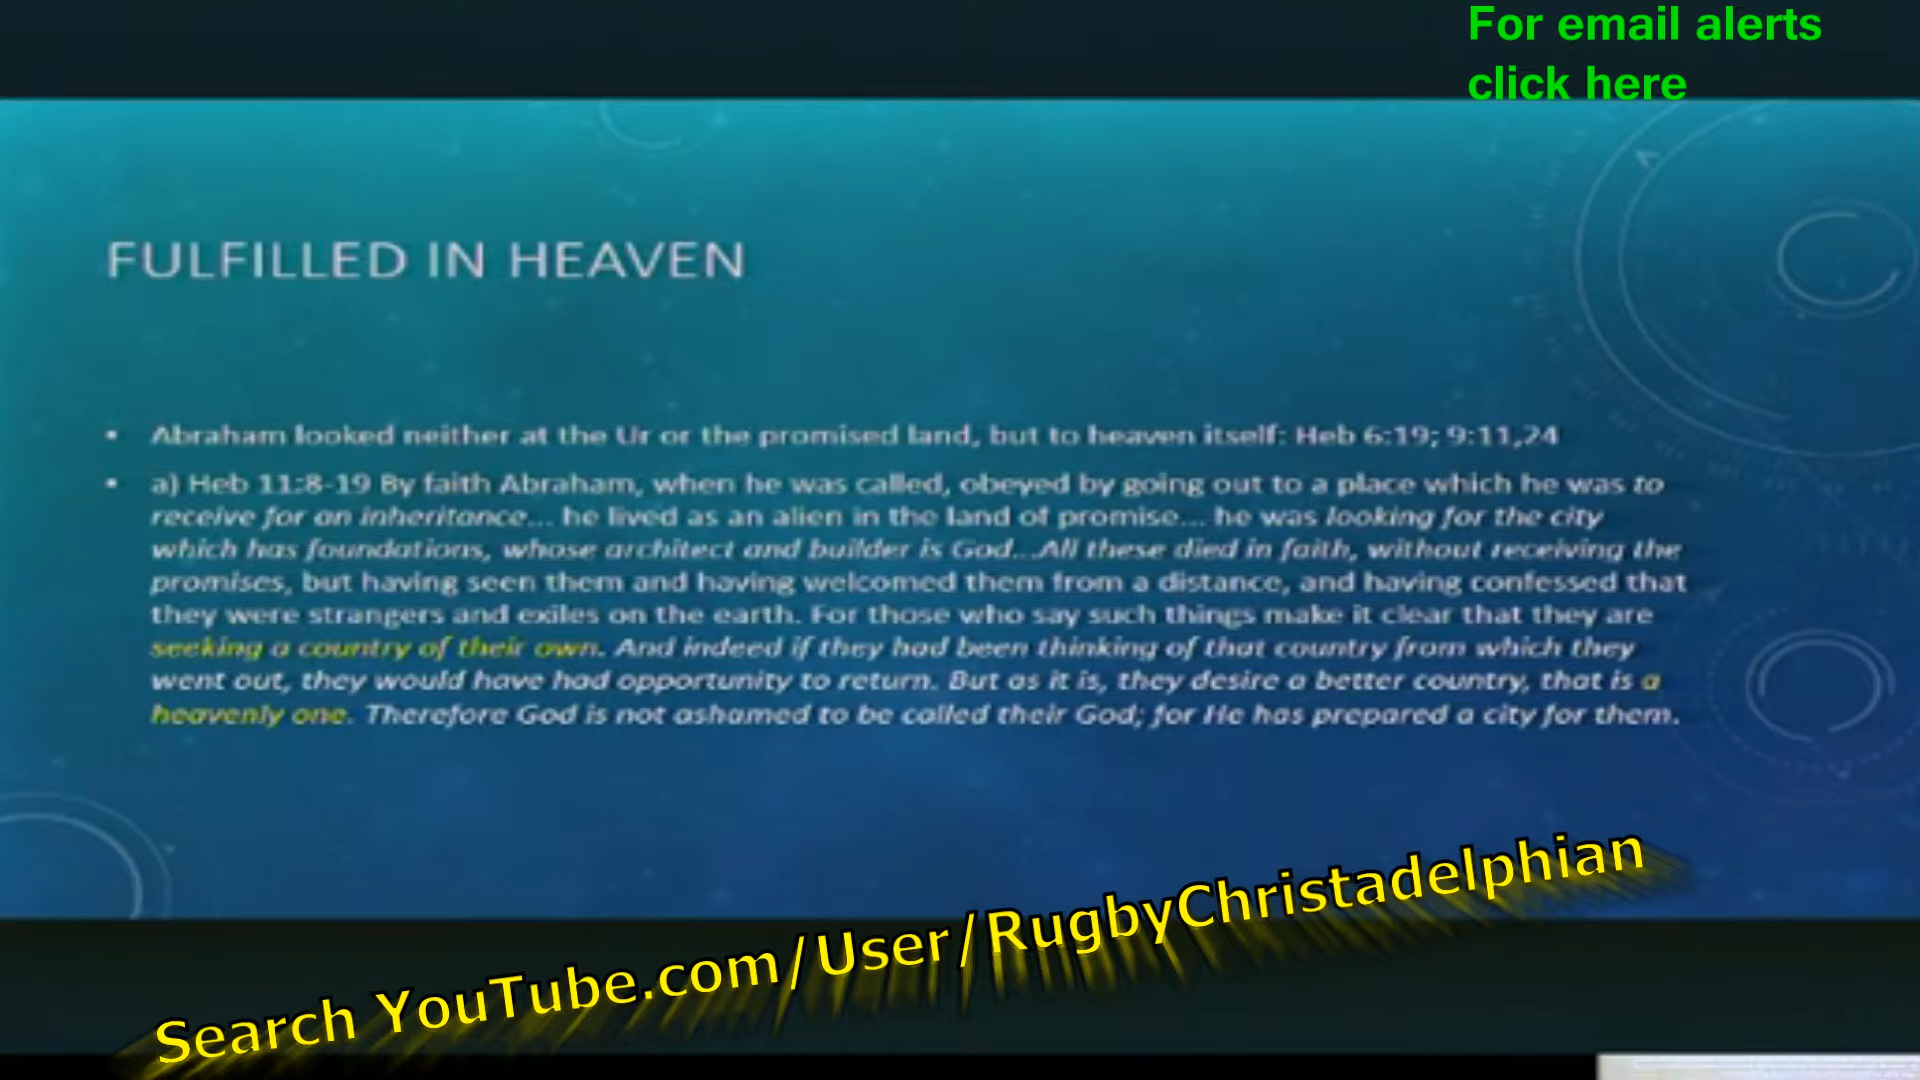 For email alerts
click here
FULFILLED IN HEAVEN
• Abraham looked neither at the Ur or the promised land, but to heaven itself: Heb 6:19; 9:11,24
• a) Heb 11:8-19 By faith Abraham, when he was called, obeyed by going out to a place which he was to
receive for an inheritance... he lived as an alien in the land of promise... he was looking for the city
which has foundations, whose architect and builder is God...All these died in faith, without receiving the
promises, but having seen them and having welcomed them from a distance, and having confessed that
they were strangers and exiles on the earth. For those who say such things make it clear that they are
seeking a country of their own. And indeed if they had been thinking of that country from which they
went out, they would have had opportunity to return. But as it is, they desire a better country, that is a
heavenly one. Therefore God is not ashamed to be called their God; for He has prepared a city for them.
Search YouTube.com/User/RugbyChristadelphian